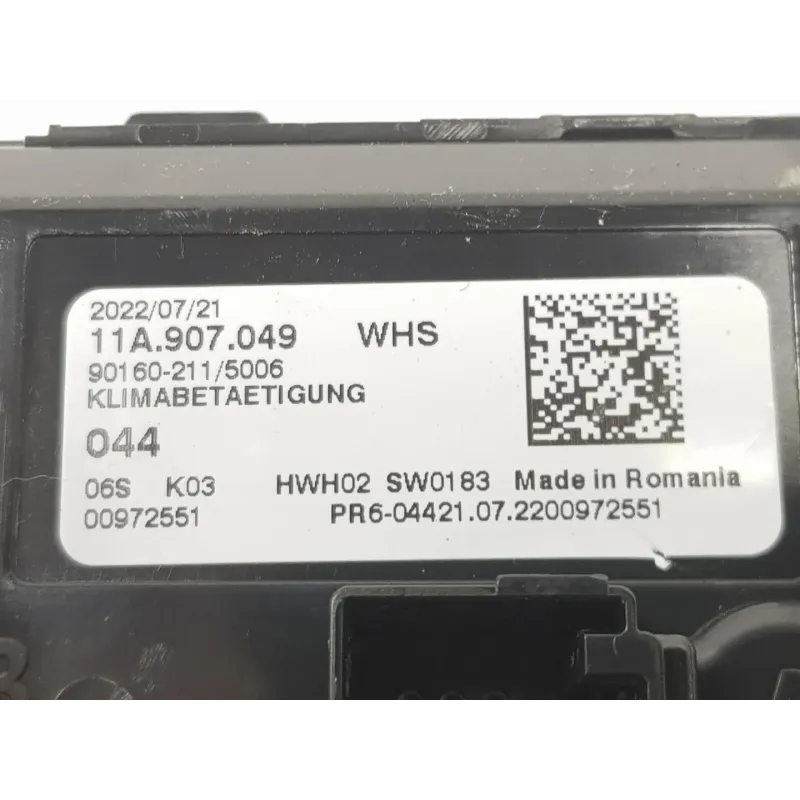 2022/07/21
11A.907.049 WHS
90160-211/5006
KLIMABETAETIGUNG
044
06S K03 HWH02 SW0183 Made in Romania
00972551 PR6-04421.07.2200972551